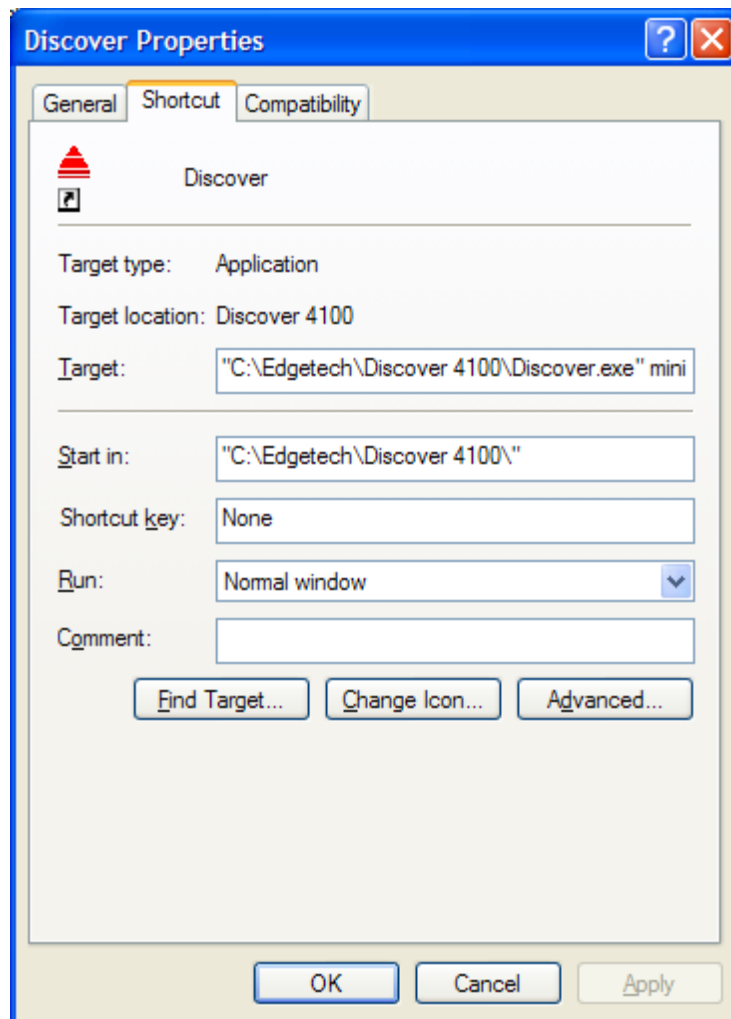 Discover Properties
General Shortcut Compatibility
Discover
Target type: Application
Target location: Discover 4100
Target: "C:\Edgetech\Discover 4100\Discover.exe" mini
Start in: "C:\Edgetech\Discover 4100\"
Shortcut key: None
Run: Normal window
Comment:
Find Target... Change Icon... Advanced...
OK Cancel Apply